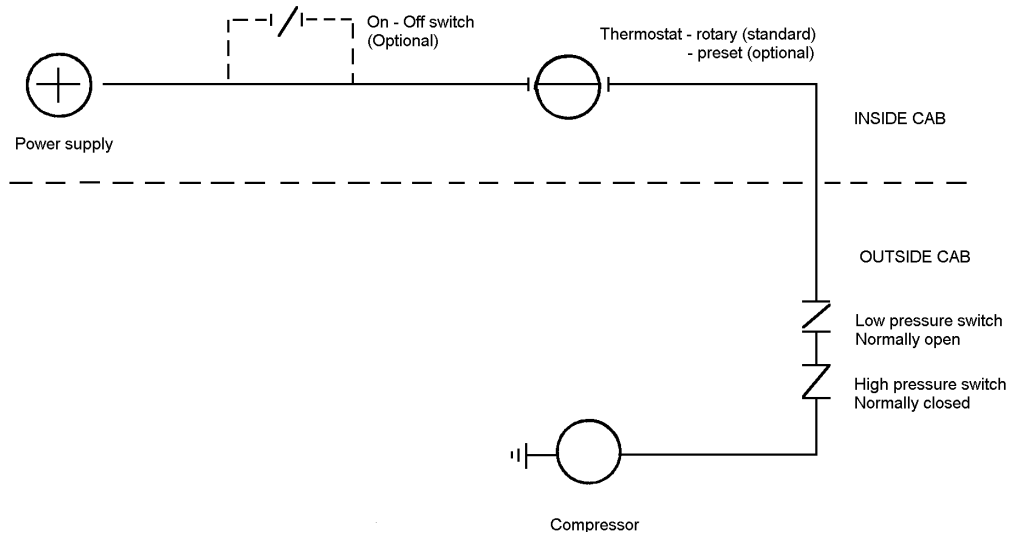 On - Off switch
(Optional)
Thermostat - rotary (standard)
- preset (optional)
Power supply
INSIDE CAB
OUTSIDE CAB
Low pressure switch
Normally open
High pressure switch
Normally closed
Compressor